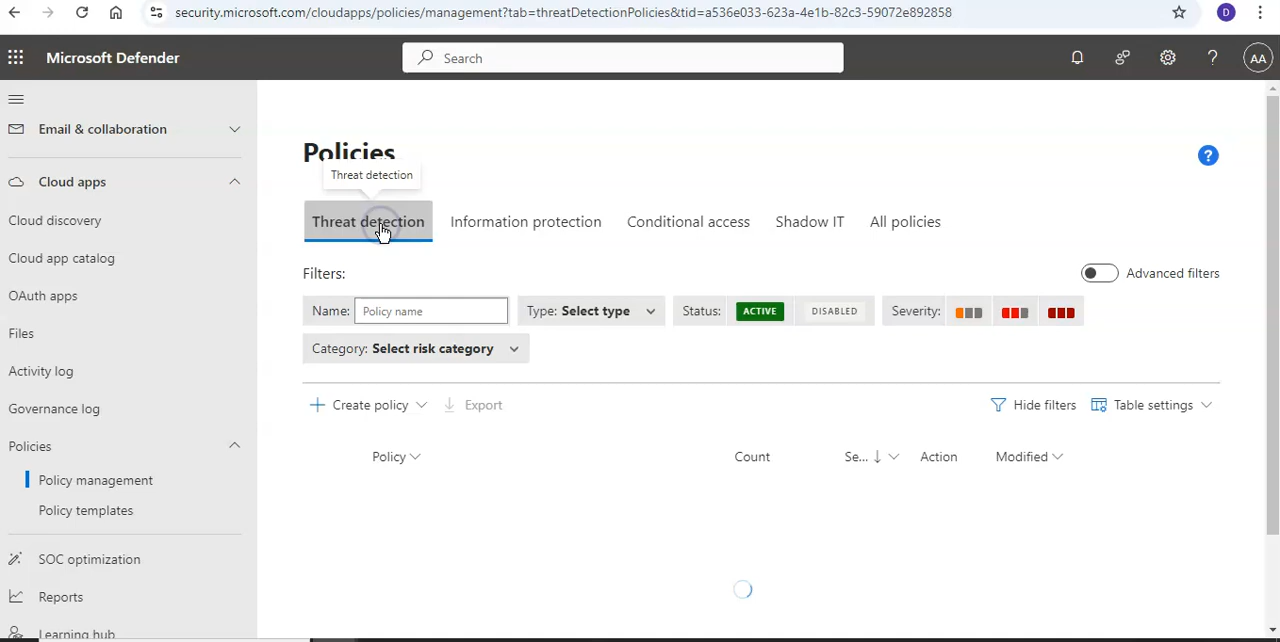 security.microsoft.com/cloudapps/policies/management?tab=threatDetectionPolicies&tid=a536e033-623a-4e1b-82c3-59072e892858
D
Microsoft Defender
Search
AA
Email & collaboration
Cloud apps
Cloud discovery
Cloud app catalog
OAuth apps
Files
Activity log
Governance log
Policies
Policy management
Policy templates
SOC optimization
Reports
Learning hub
Policies
Threat detection
Threat detection
Information protection
Conditional access
Shadow IT
All policies
Filters:
Advanced filters
Name: Policy name
Type: Select type
Status: ACTIVE DISABLED
Severity:
Category: Select risk category
Create policy
Export
Hide filters
Table settings
Policy
Count
Se...
Action
Modified